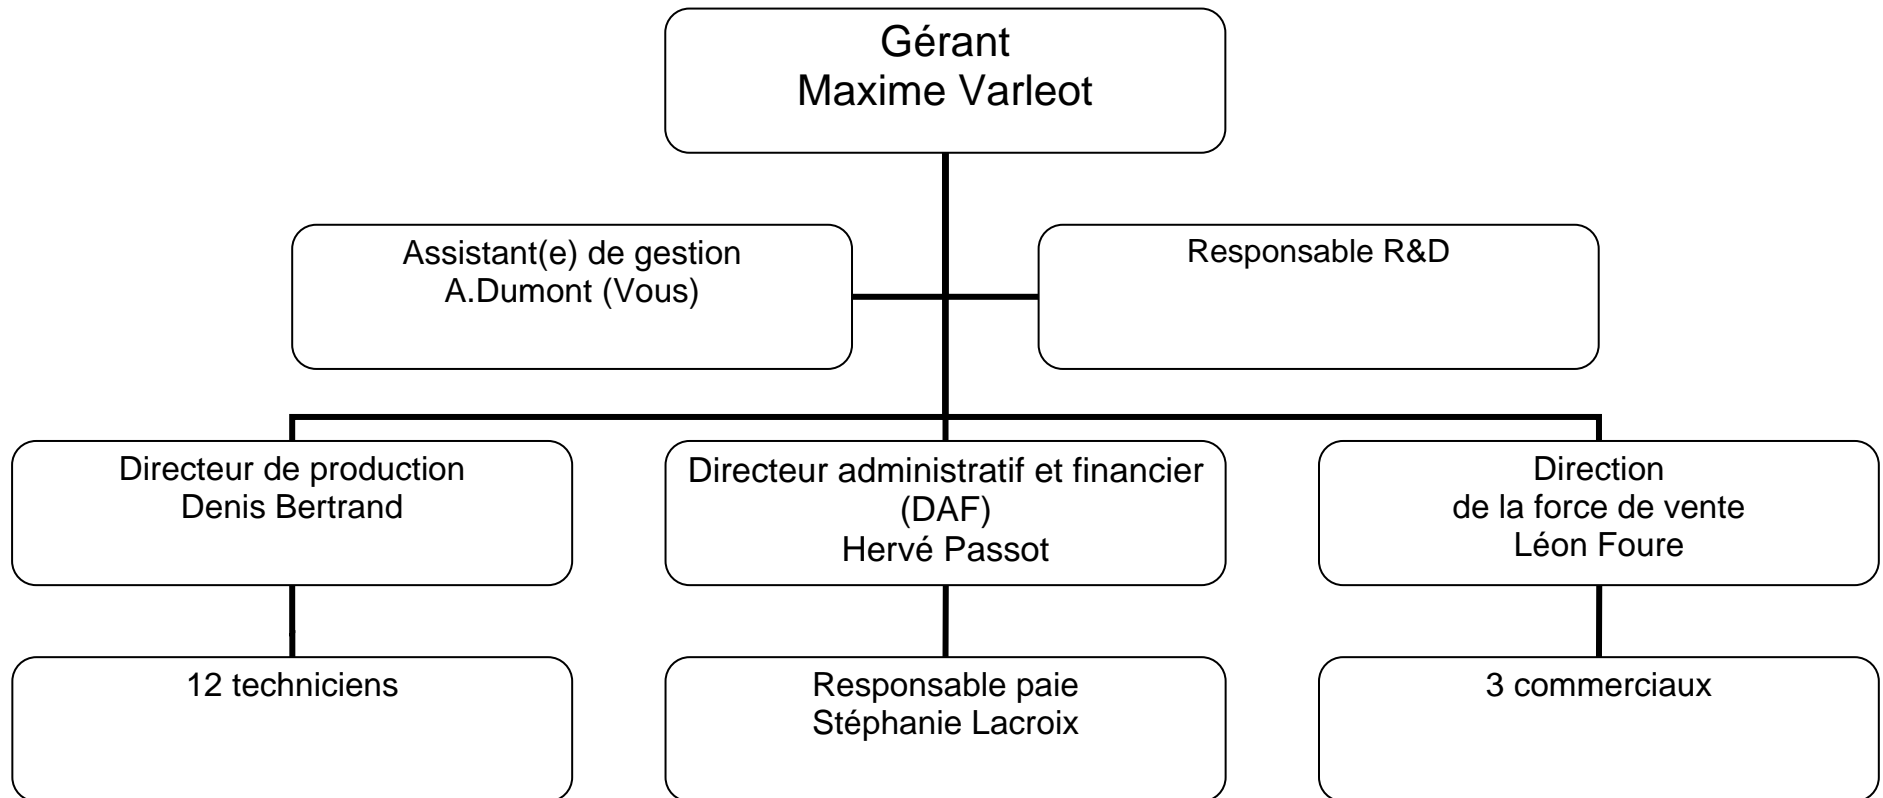 Gérant
Maxime Varleot
Assistant(e) de gestion
A.Dumont (Vous)
Responsable R&D
Directeur de production
Denis Bertrand
Directeur administratif et financier
(DAF)
Hervé Passot
Direction
de la force de vente
Léon Foure
12 techniciens
Responsable paie
Stéphanie Lacroix
3 commerciaux